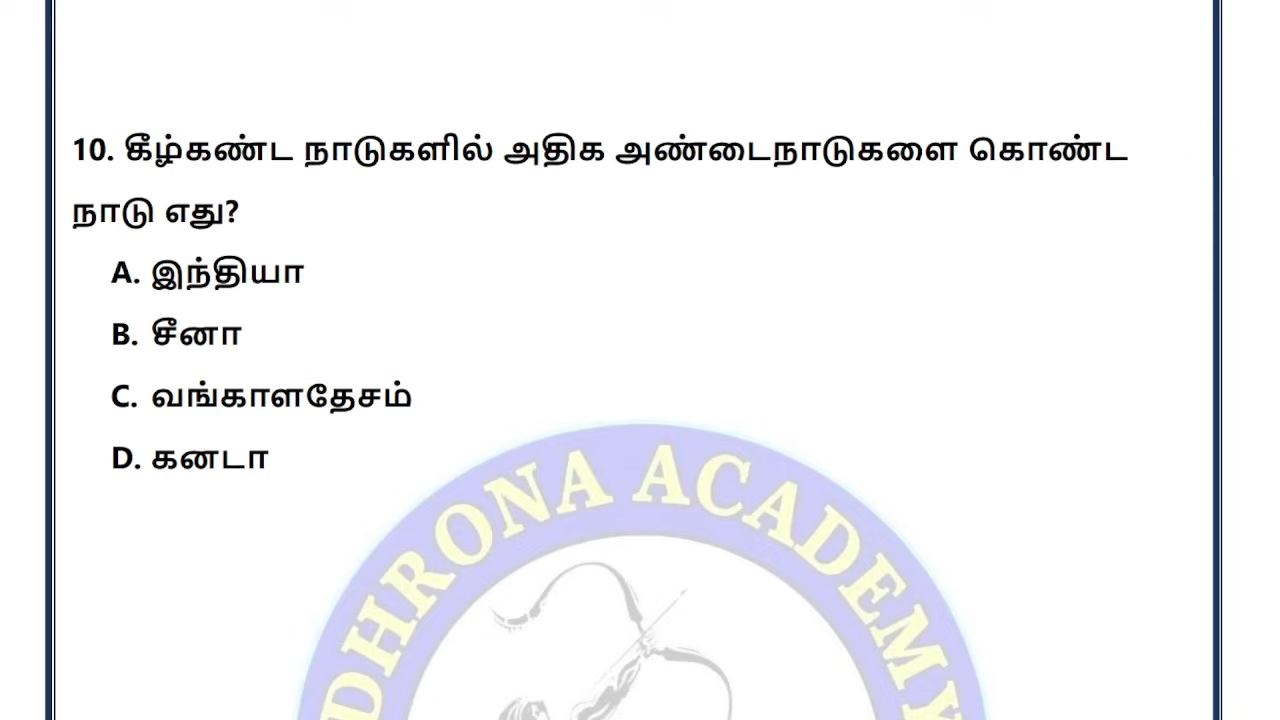 10. கீழ்கண்ட நாடுகளில் அதிக அண்டைநாடுகளை கொண்ட
நாடு எது?
A. இந்தியா
B. சீனா
C. வங்காளதேசம்
D. கனடா
DHRONA ACADEMY